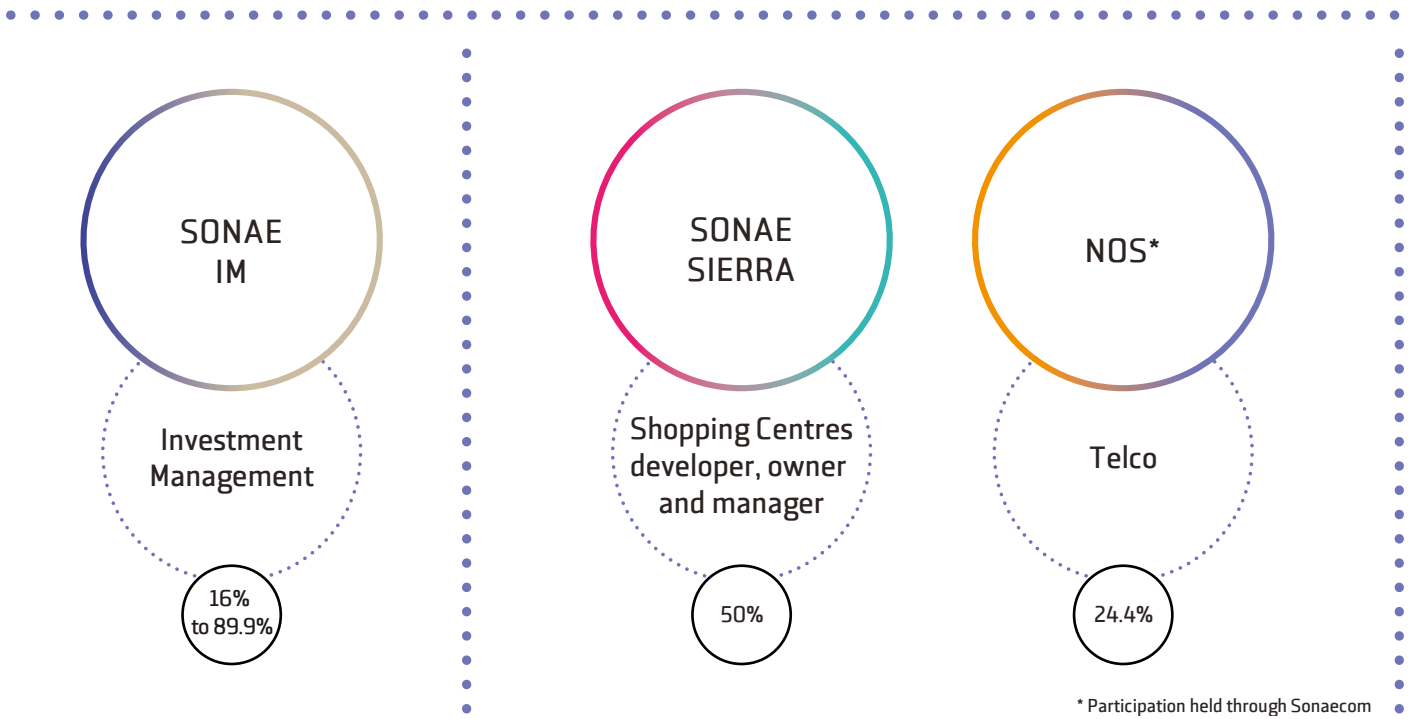 SONAE
IM
Investment
Management
16%
to 89.9%
SONAE
SIERRA
Shopping Centres
developer, owner
and manager
50%
NOS*
Telco
24.4%
* Participation held through Sonaecom